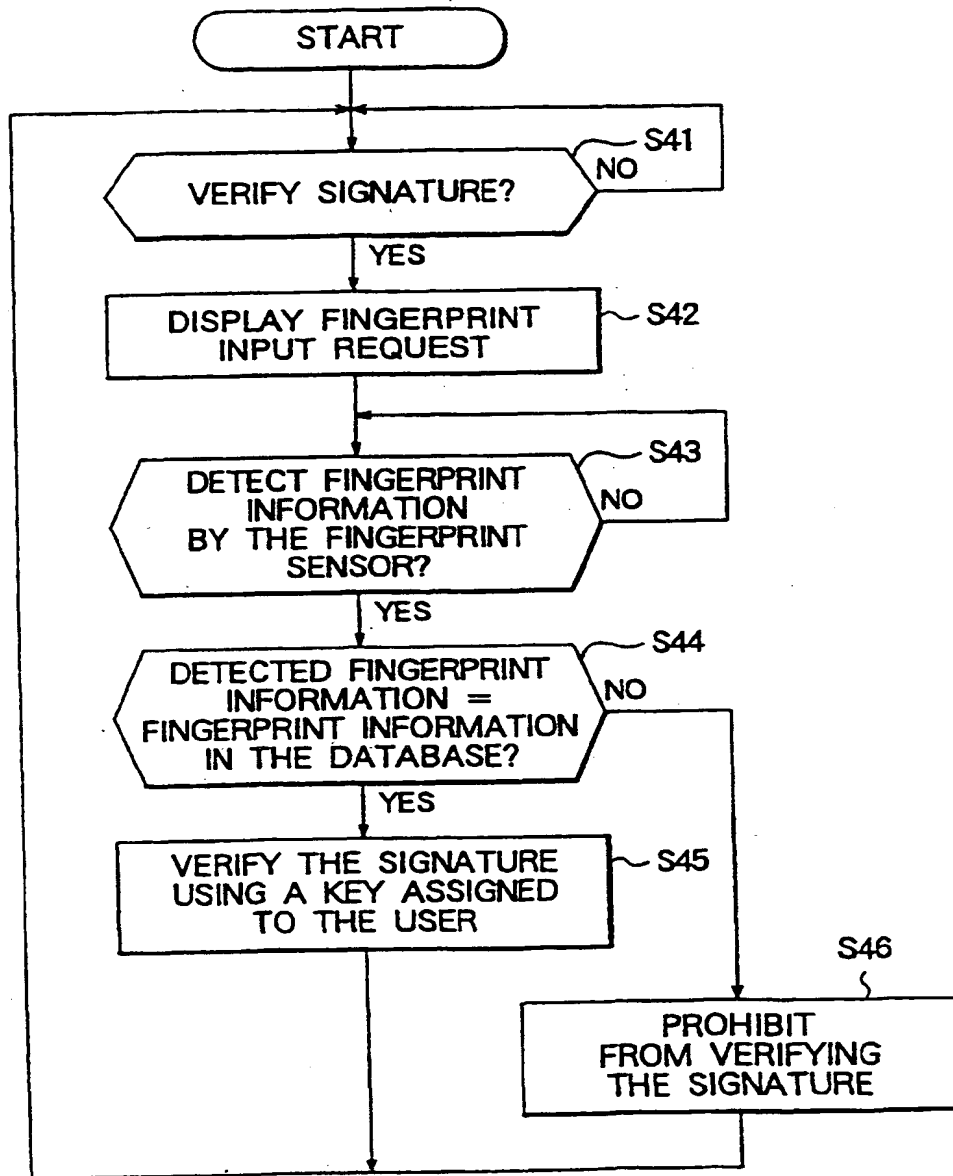 START
S41
NO
VERIFY SIGNATURE?
YES
DISPLAY FINGERPRINT
INPUT REQUEST
S42
S43
DETECT FINGERPRINT
INFORMATION
BY THE FINGERPRINT
SENSOR?
NO
YES
S44
DETECTED FINGERPRINT
INFORMATION =
FINGERPRINT INFORMATION
IN THE DATABASE?
NO
YES
VERIFY THE SIGNATURE
USING A KEY ASSIGNED
TO THE USER
S45
S46
PROHIBIT
FROM VERIFYING
THE SIGNATURE